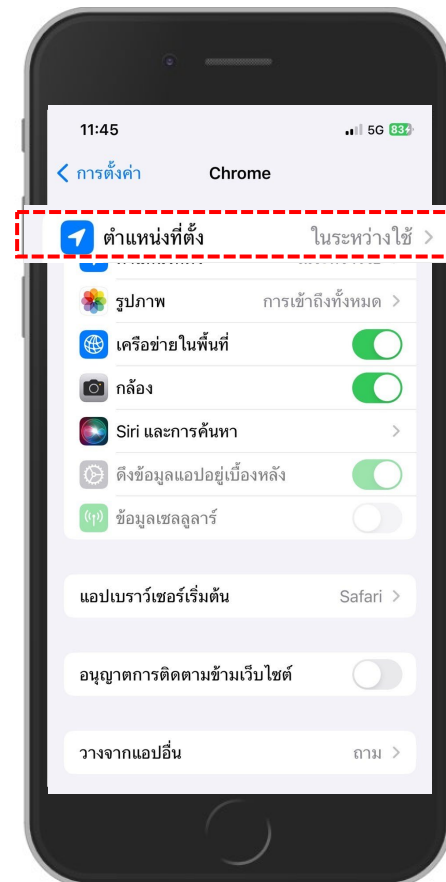 11:45 5G 83
การตั้งค่า Chrome
ตำแหน่งที่ตั้ง ในระหว่างใช้
รูปภาพ การเข้าถึงทั้งหมด
เครือข่ายในพื้นที่
กล้อง
Siri และการค้นหา
ดึงข้อมูลแอปอยู่เบื้องหลัง
ข้อมูลเซลลูลาร์
แอปเบราว์เซอร์เริ่มต้น Safari
อนุญาตการติดตามข้ามเว็บไซต์
วางจากแอปอื่น ถาม